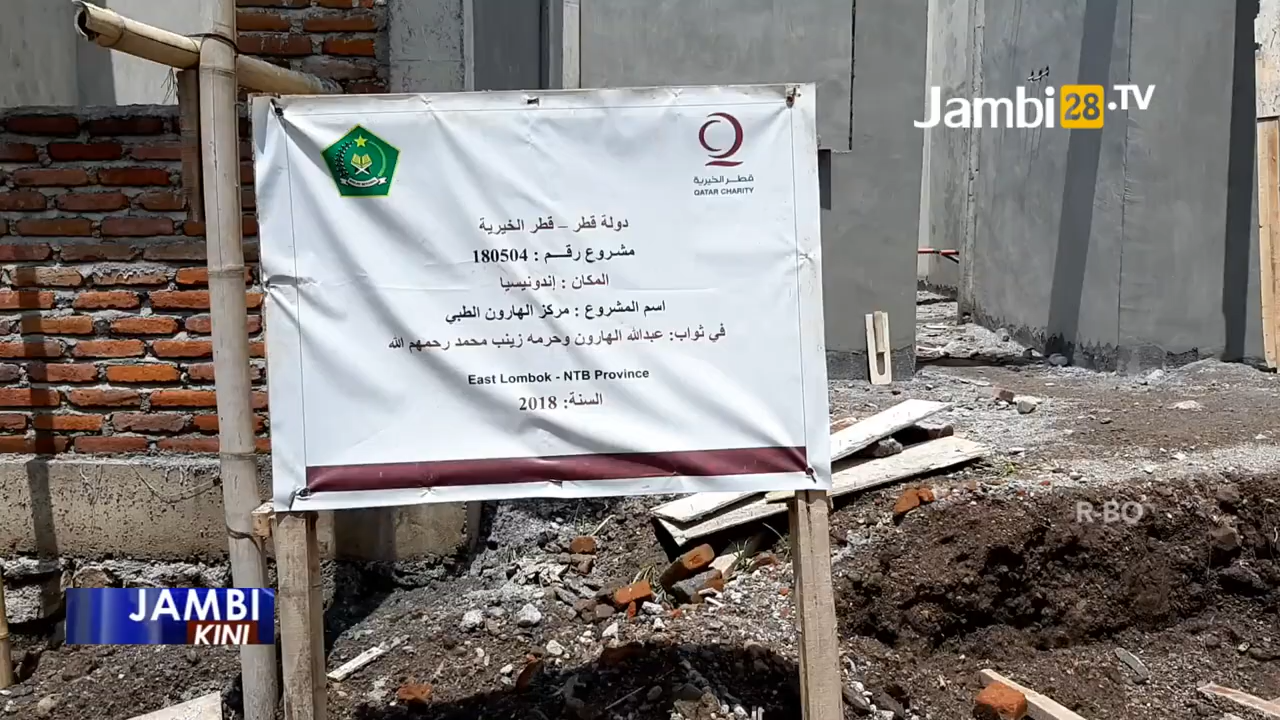 Jambi28.TV
قطر الخيرية
QATAR CHARITY
دولة قطر – قطر الخيرية
مشروع رقم : 180504
المكان : إندونيسيا
اسم المشروع : مركز الهارون الطبي
في ثواب: عبدالله الهارون وحرمه زينب محمد رحمهم الله
East Lombok - NTB Province
السنة: 2018
R-BO
JAMBI
KINI